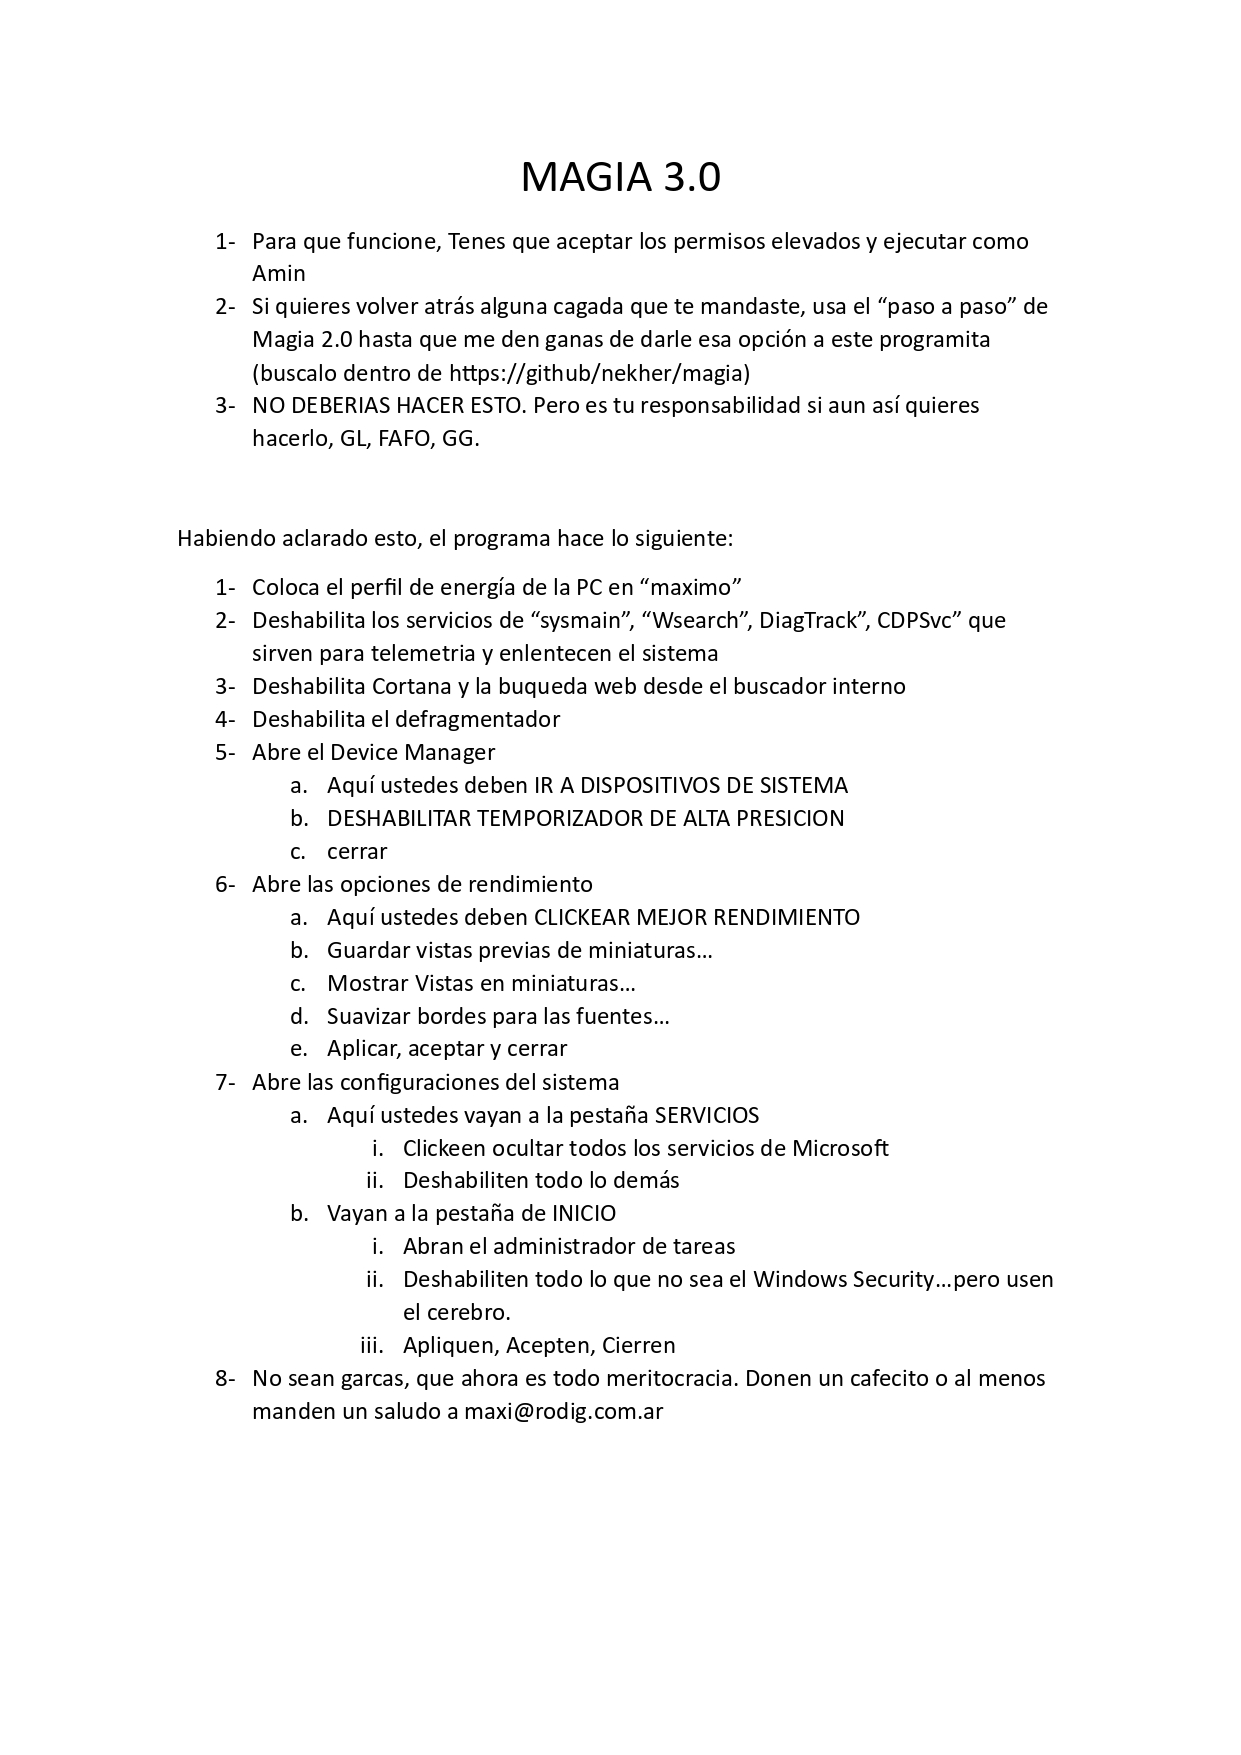 MAGIA 3.0
1- Para que funcione, Tenes que aceptar los permisos elevados y ejecutar como
Amin
2- Si quieres volver atrás alguna cagada que te mandaste, usa el “paso a paso” de
Magia 2.0 hasta que me den ganas de darle esa opción a este programita
(buscalo dentro de https://github/nekher/magia)
3- NO DEBERIAS HACER ESTO. Pero es tu responsabilidad si aun así quieres
hacerlo, GL, FAFO, GG.
Habiendo aclarado esto, el programa hace lo siguiente:
1- Coloca el perfil de energía de la PC en “maximo”
2- Deshabilita los servicios de “sysmain”, “Wsearch”, DiagTrack”, CDPSvc” que
sirven para telemetria y enlentecen el sistema
3- Deshabilita Cortana y la buqueda web desde el buscador interno
4- Deshabilita el defragmentador
5- Abre el Device Manager
a. Aquí ustedes deben IR A DISPOSITIVOS DE SISTEMA
b. DESHABILITAR TEMPORIZADOR DE ALTA PRESICION
c. cerrar
6- Abre las opciones de rendimiento
a. Aquí ustedes deben CLICKEAR MEJOR RENDIMIENTO
b. Guardar vistas previas de miniaturas…
c. Mostrar Vistas en miniaturas…
d. Suavizar bordes para las fuentes…
e. Aplicar, aceptar y cerrar
7- Abre las configuraciones del sistema
a. Aquí ustedes vayan a la pestaña SERVICIOS
i. Clickeen ocultar todos los servicios de Microsoft
ii. Deshabiliten todo lo demás
b. Vayan a la pestaña de INICIO
i. Abran el administrador de tareas
ii. Deshabiliten todo lo que no sea el Windows Security…pero usen
el cerebro.
iii. Apliquen, Acepten, Cierren
8- No sean garcas, que ahora es todo meritocracia. Donen un cafecito o al menos
manden un saludo a maxi@rodig.com.ar